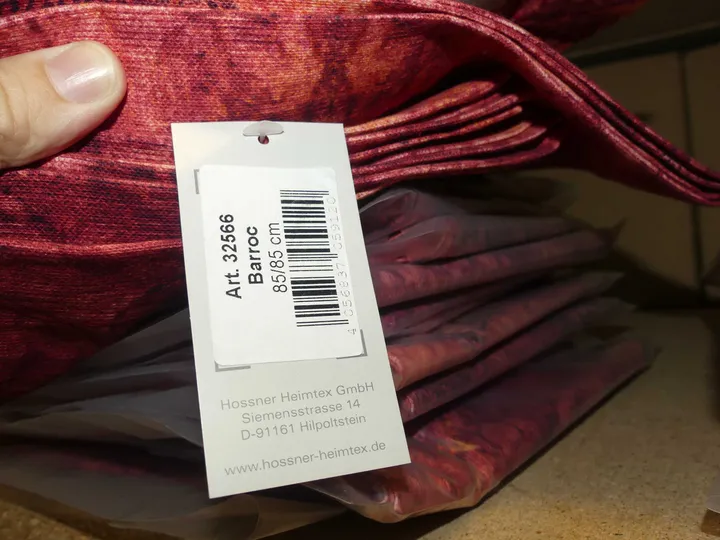 Art. 32566
Barroc
85/85 cm
Hossner Heimtex GmbH
Siemensstrasse 14
D-91161 Hilpoltstein
www.hossner-heimtex.de